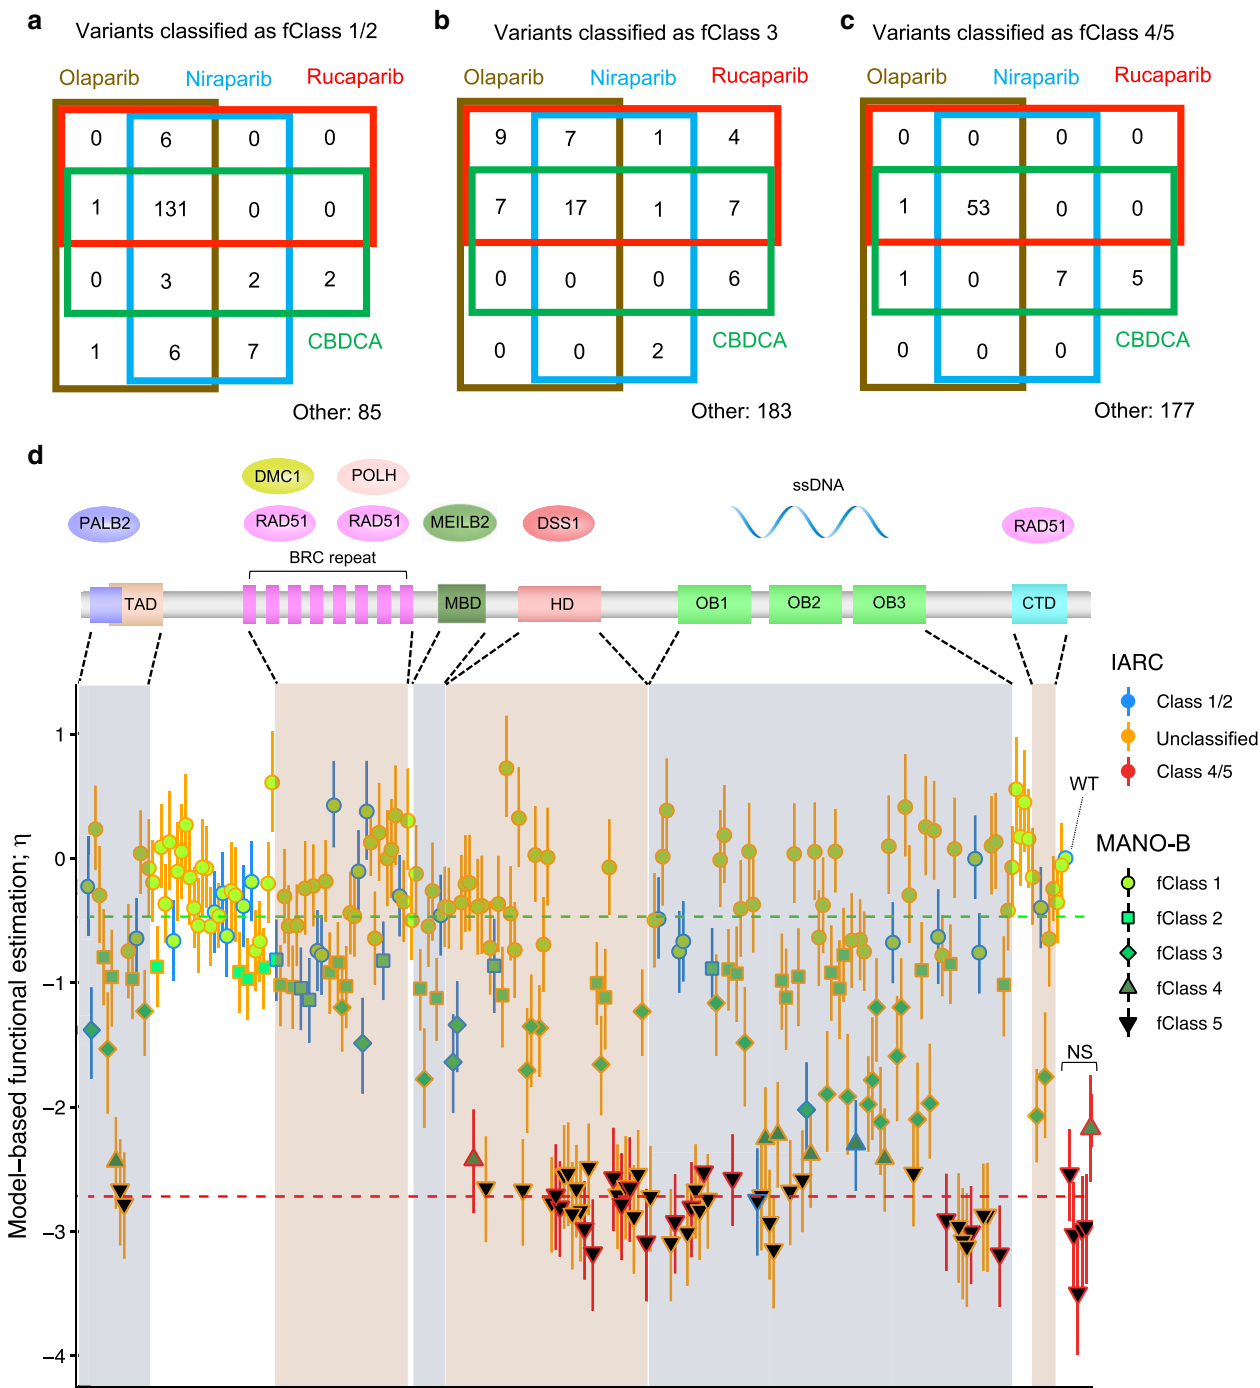 a
Variants classified as fClass 1/2
Olaparib Niraparib Rucaparib
0 6 0 0
1 131 0 0
0 3 2 2
CBDCA
1 6 7
Other: 85
b
Variants classified as fClass 3
Olaparib Niraparib Rucaparib
9 7 1 4
7 17 1 7
0 0 0 6
CBDCA
0 0 2
Other: 183
c
Variants classified as fClass 4/5
Olaparib Niraparib Rucaparib
0 0 0 0
1 53 0 0
1 0 7 5
CBDCA
0 0 0
Other: 177
d
DMC1 POLH
PALB2 RAD51 RAD51 MEILB2 DSS1 ssDNA RAD51
BRC repeat
TAD MBD HD OB1 OB2 OB3 CTD
Model−based functional estimation; η
1
0
−1
−2
−3
−4
WT
NS
IARC
Class 1/2
Unclassified
Class 4/5
MANO-B
fClass 1
fClass 2
fClass 3
fClass 4
fClass 5